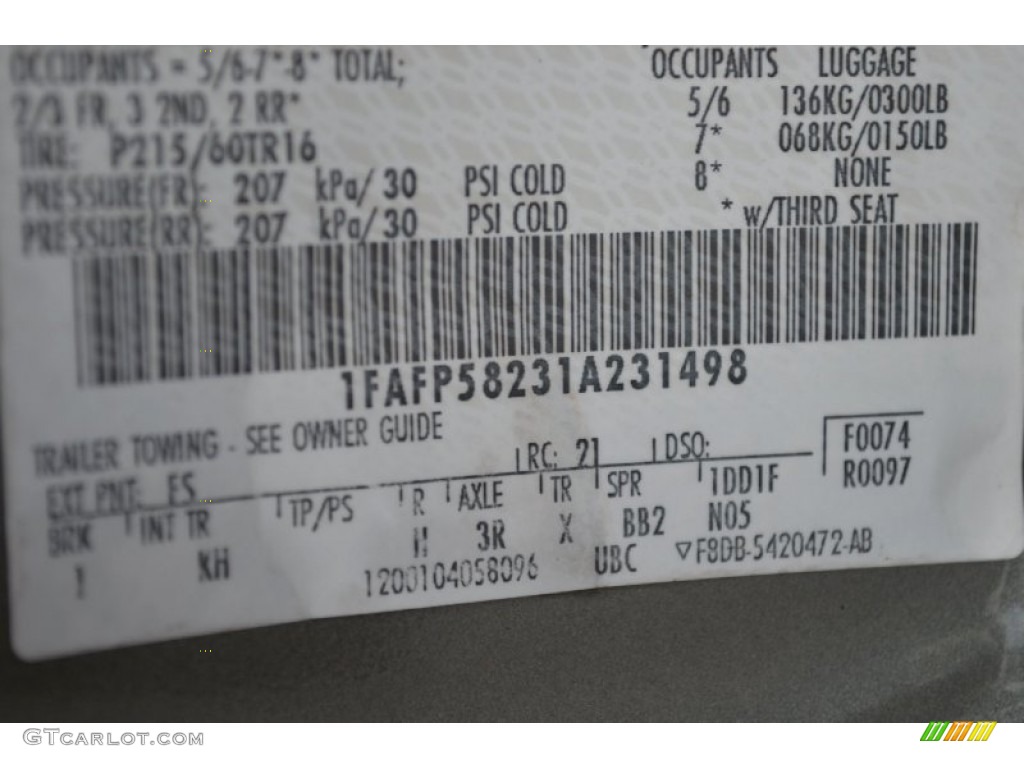 OCCUPANTS = 5/6-7*-8* TOTAL;
2/3 FR, 3 2ND, 2 RR*
TIRE: P215/60TR16
PRESSURE(FR): 207 kPa/ 30 PSI COLD
PRESSURE(RR): 207 kPa/ 30 PSI COLD
OCCUPANTS LUGGAGE
5/6 136KG/0300LB
7* 068KG/0150LB
8* NONE
* w/THIRD SEAT
1FAFP58231A231498
TRAILER TOWING - SEE OWNER GUIDE
EXT PNT: ES RC: 21 DSO:
F0074
R0097
BRK INT TR TP/PS R AXLE TR SPR 1DD1F
1 KH H 3R X BB2 N05
1200104058096 UBC ▽F8DB-5420472-AB
GTCarLot.com